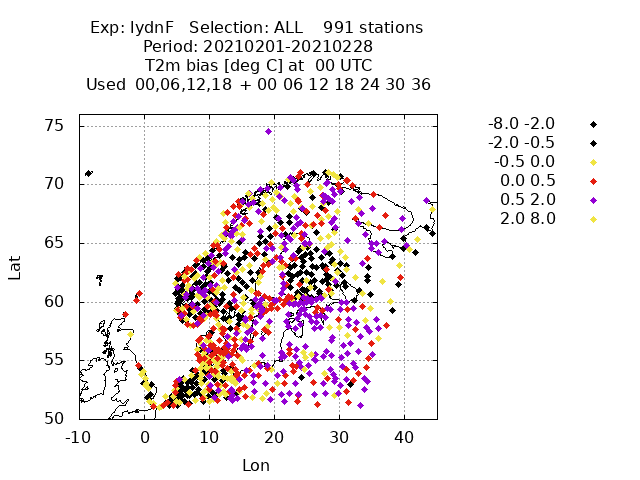 Exp: IydnF Selection: ALL 991 stations
Period: 20210201-20210228
T2m bias [deg C] at 00 UTC
Used 00,06,12,18 + 00 06 12 18 24 30 36
-8.0 -2.0
-2.0 -0.5
-0.5 0.0
0.0 0.5
0.5 2.0
2.0 8.0
75
70
65
60
55
50
Lat
-10 0 10 20 30 40
Lon